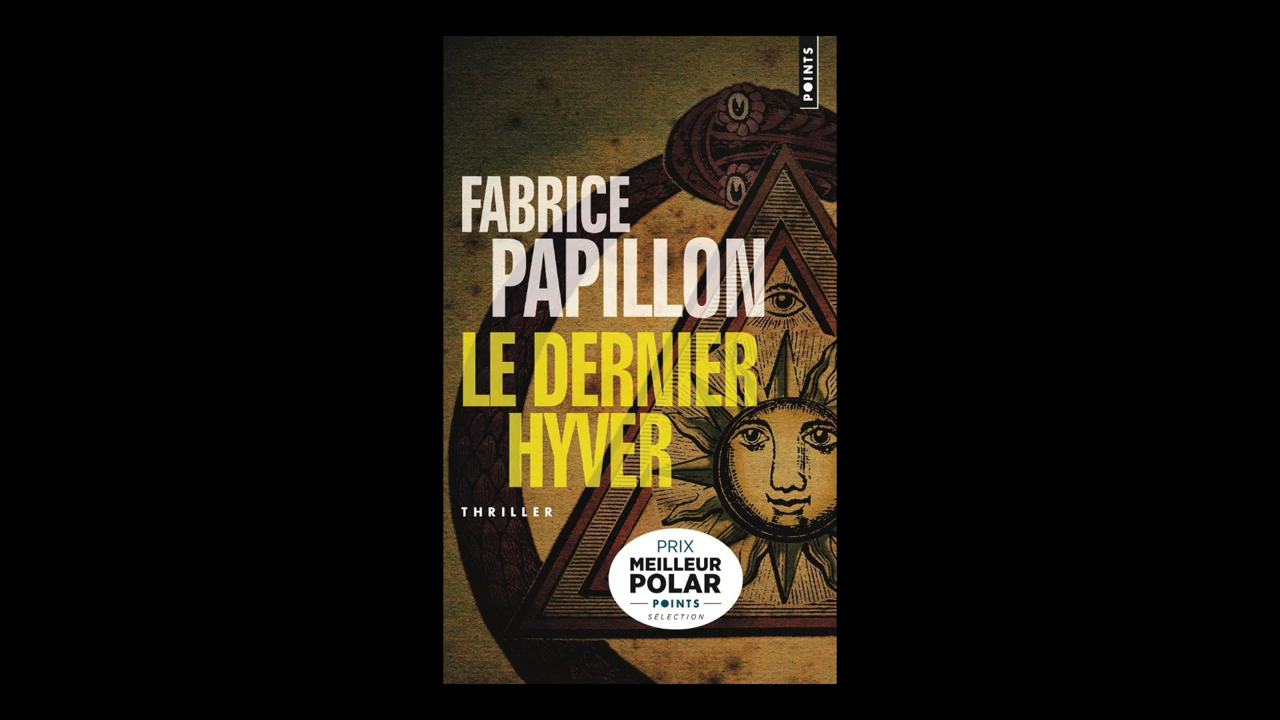 POINTS
FABRICE
PAPILLON
LE DERNIER
HYVER
THRILLER
PRIX
MEILLEUR
POLAR
POINTS
SÉLECTION